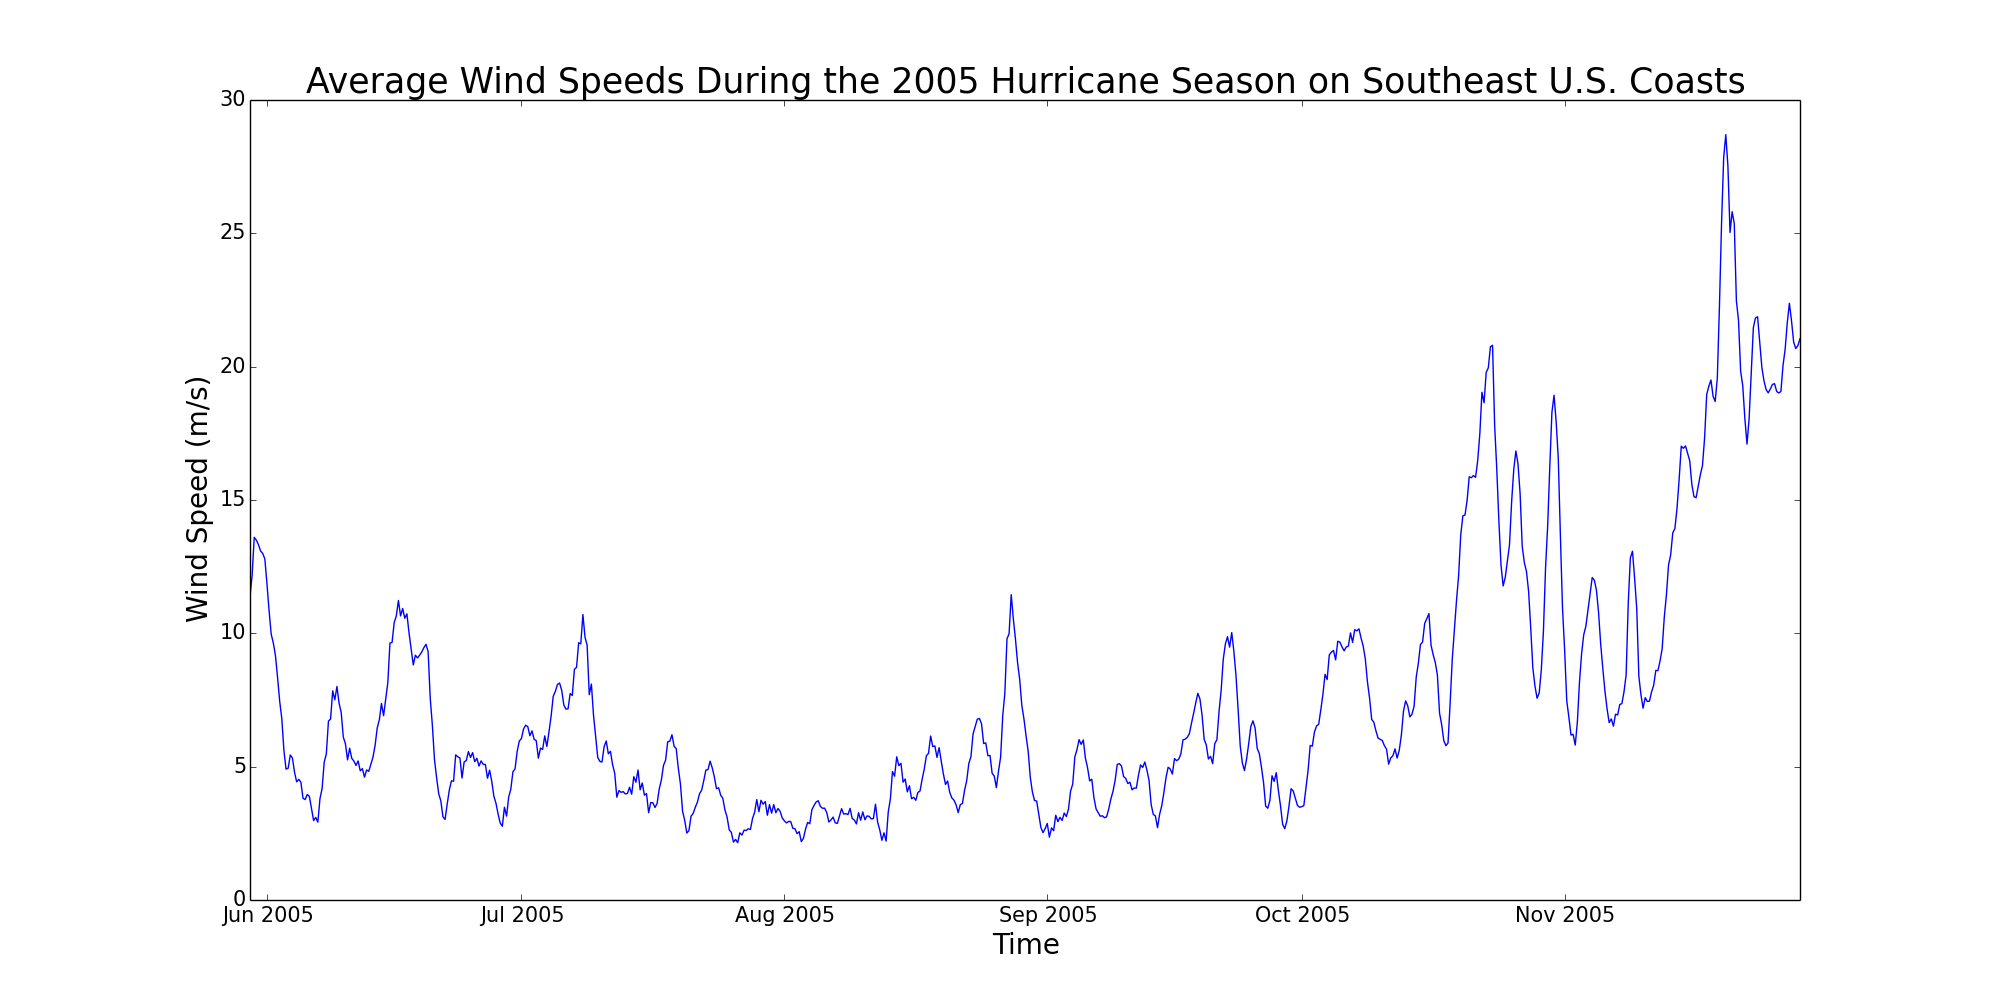 Average Wind Speeds During the 2005 Hurricane Season on Southeast U.S. Coasts
30
25
20
15
10
5
0
Wind Speed (m/s)
Jun 2005 Jul 2005 Aug 2005 Sep 2005 Oct 2005 Nov 2005
Time